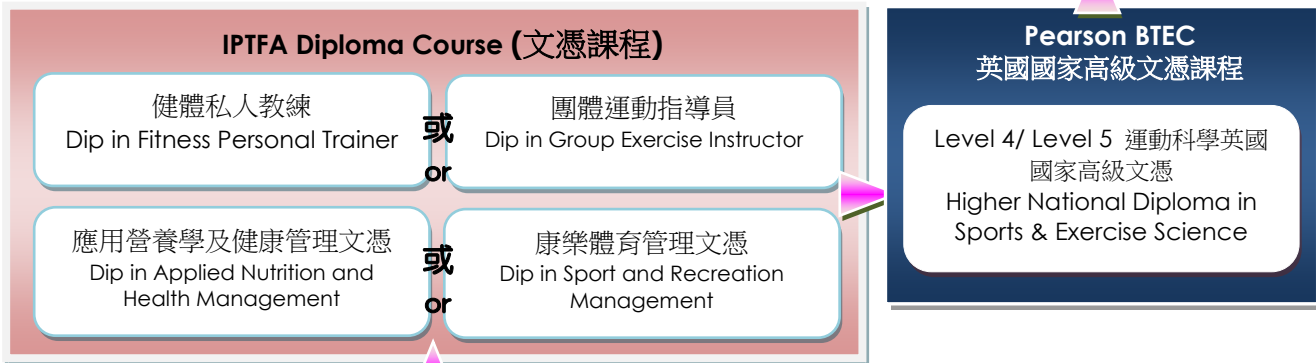 IPTFA Diploma Course (文憑課程)
健體私人教練
Dip in Fitness Personal Trainer
或
or
團體運動指導員
Dip in Group Exercise Instructor
應用營養學及健康管理文憑
Dip in Applied Nutrition and
Health Management
或
or
康樂體育管理文憑
Dip in Sport and Recreation
Management
Pearson BTEC
英國國家高級文憑課程
Level 4/ Level 5 運動科學英國
國家高級文憑
Higher National Diploma in
Sports & Exercise Science